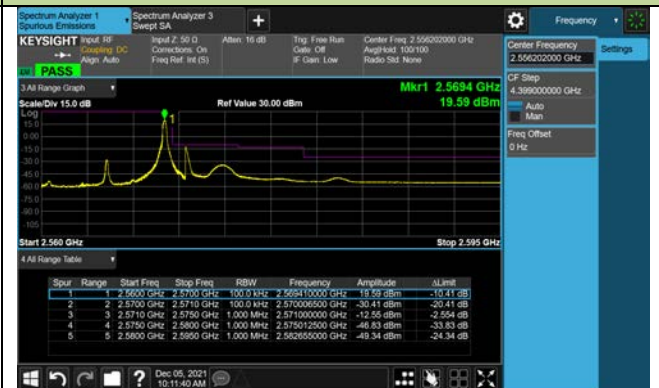 Spectrum Analyzer 1
Spurious Emissions
Spectrum Analyzer 3
Swept SA
+
Frequency
KEYSIGHT
Input: RF
Coupling: DC
Align: Auto
Input Z: 50 Ω
Corrections: On
Freq Ref: Int (S)
Atten: 16 dB
Trig: Free Run
Gate: Off
IF Gain: Low
Center Freq: 2.556202000 GHz
Avg|Hold: 100/100
Radio Std: None
PASS
Center Frequency
2.556202000 GHz
Settings
CF Step
4.399000000 GHz
Auto
Man
Freq Offset
0 Hz
3 All Range Graph
Mkr1 2.5694 GHz
19.59 dBm
Scale/Div 15.0 dB
Ref Value 30.00 dBm
Log
15.0
0.00
-15.0
-30.0
-45.0
-60.0
-75.0
-90.0
-105
1
Start 2.560 GHz
Stop 2.595 GHz
4 All Range Table
Spur Range Start Freq Stop Freq RBW Frequency Amplitude ΔLimit
1 1 2.5600 GHz 2.5700 GHz 100.0 kHz 2.569410000 GHz 19.59 dBm -10.41 dB
2 2 2.5700 GHz 2.5710 GHz 100.0 kHz 2.570006500 GHz -30.41 dBm -20.41 dB
3 3 2.5710 GHz 2.5750 GHz 1.000 MHz 2.571000000 GHz -12.55 dBm -2.554 dB
4 4 2.5750 GHz 2.5800 GHz 1.000 MHz 2.575012500 GHz -46.83 dBm -33.83 dB
5 5 2.5800 GHz 2.5950 GHz 1.000 MHz 2.582655000 GHz -49.34 dBm -24.34 dB
?
Dec 05, 2021
10:11:40 AM